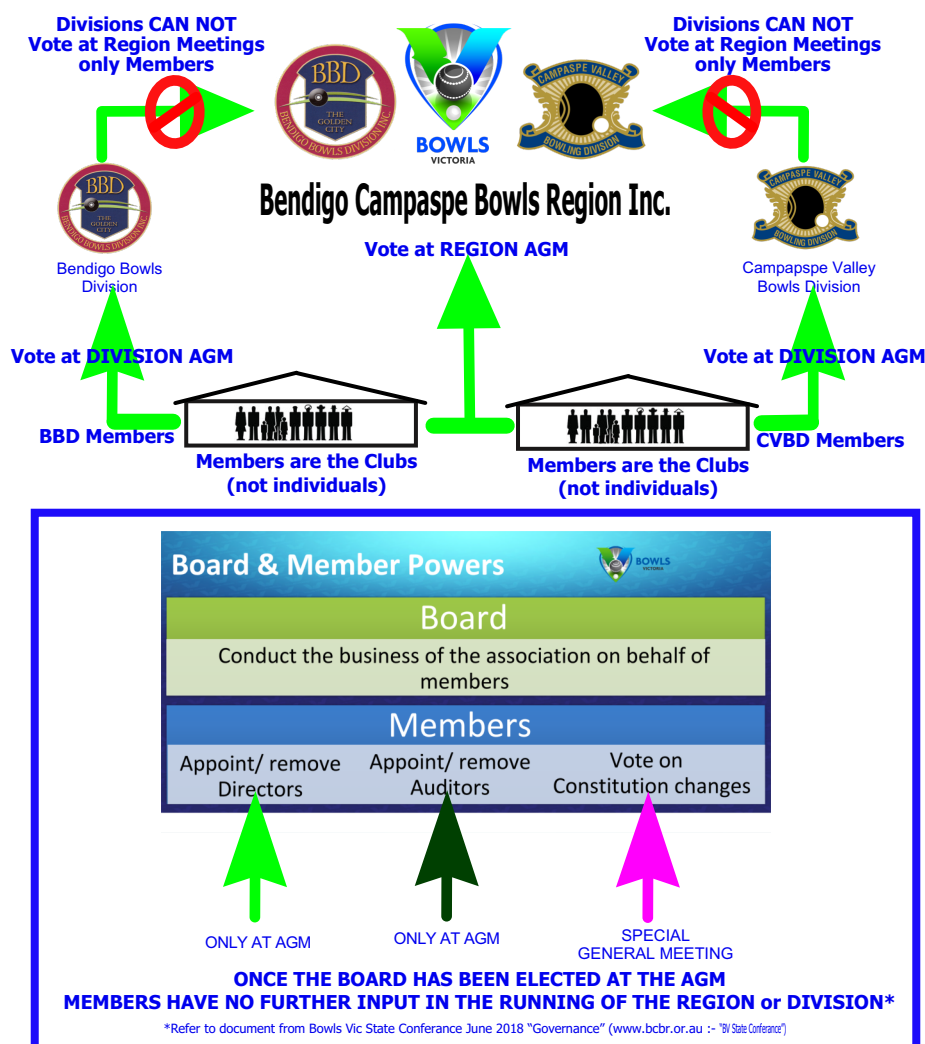 Divisions CAN NOT
Vote at Region Meetings
only Members
Divisions CAN NOT
Vote at Region Meetings
only Members
BBD
THE
GOLDEN
CITY
BENDIGO BOWLS DIVISION INC.
BOWLS
VICTORIA
CAMPASPE VALLEY
BOWLING DIVISION
BBD
THE
GOLDEN
CITY
BENDIGO BOWLS DIVISION INC.
CAMPASPE VALLEY
BOWLING DIVISION
Bendigo Campaspe Bowls Region Inc.
Vote at REGION AGM
Bendigo Bowls
Division
Campapspe Valley
Bowls Division
Vote at DIVISION AGM
Vote at DIVISION AGM
BBD Members
CVBD Members
Members are the Clubs
(not individuals)
Members are the Clubs
(not individuals)
Board & Member Powers
BOWLS
VICTORIA
Board
Conduct the business of the association on behalf of
members
Members
Appoint/ remove
Directors
Appoint/ remove
Auditors
Vote on
Constitution changes
ONLY AT AGM
ONLY AT AGM
SPECIAL
GENERAL MEETING
ONCE THE BOARD HAS BEEN ELECTED AT THE AGM
MEMBERS HAVE NO FURTHER INPUT IN THE RUNNING OF THE REGION or DIVISION*
*Refer to document from Bowls Vic State Conferance June 2018 "Governance" (www.bcbr.or.au :- "BV State Conferance")